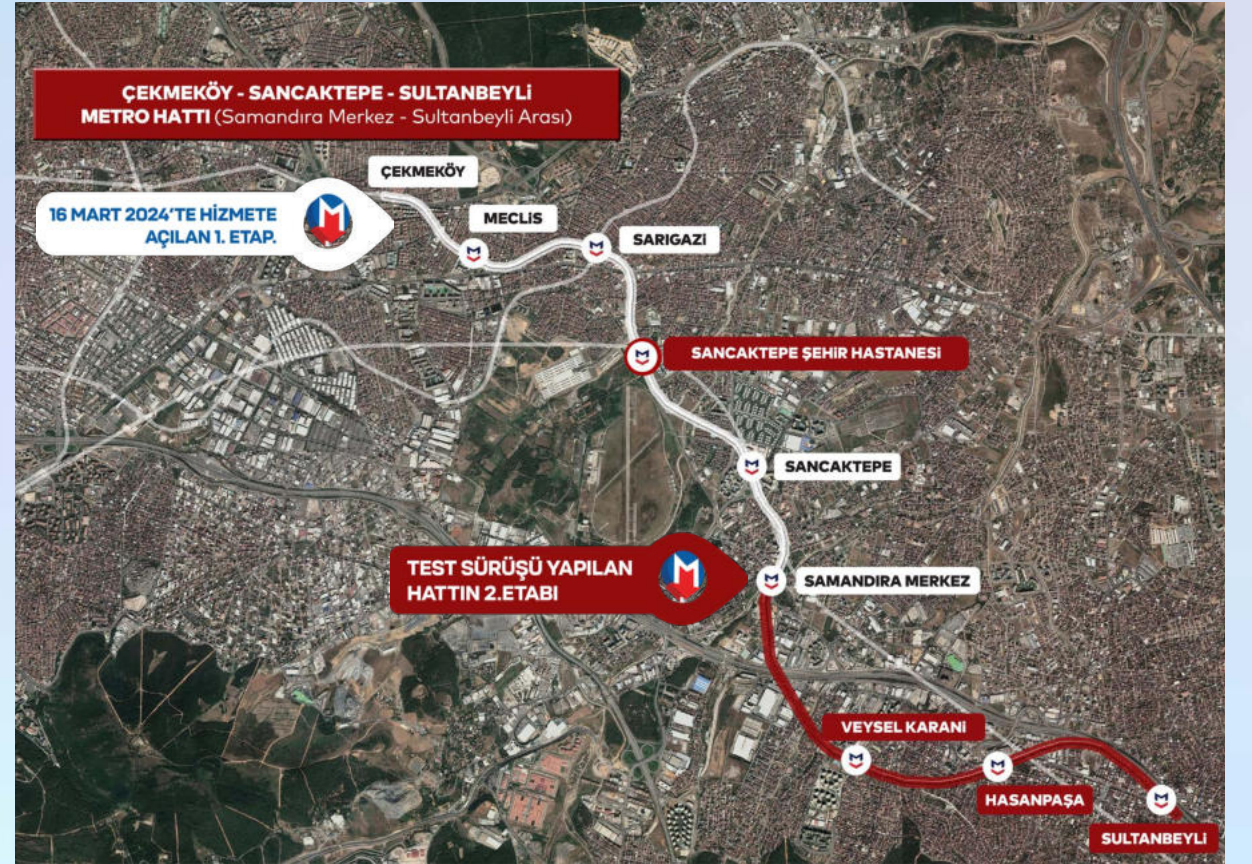 ÇEKMEKÖY - SANCAKTEPE - SULTANBEYLİ
METRO HATTI (Samandıra Merkez - Sultanbeyli Arası)
ÇEKMEKÖY
16 MART 2024'TE HİZMETE
AÇILAN 1. ETAP.
MECLİS
SARIGAZİ
SANCAKTEPE ŞEHİR HASTANESİ
SANCAKTEPE
TEST SÜRÜŞÜ YAPILAN
HATTIN 2.ETABI
SAMANDIRA MERKEZ
VEYSEL KARANİ
HASANPAŞA
SULTANBEYLİ